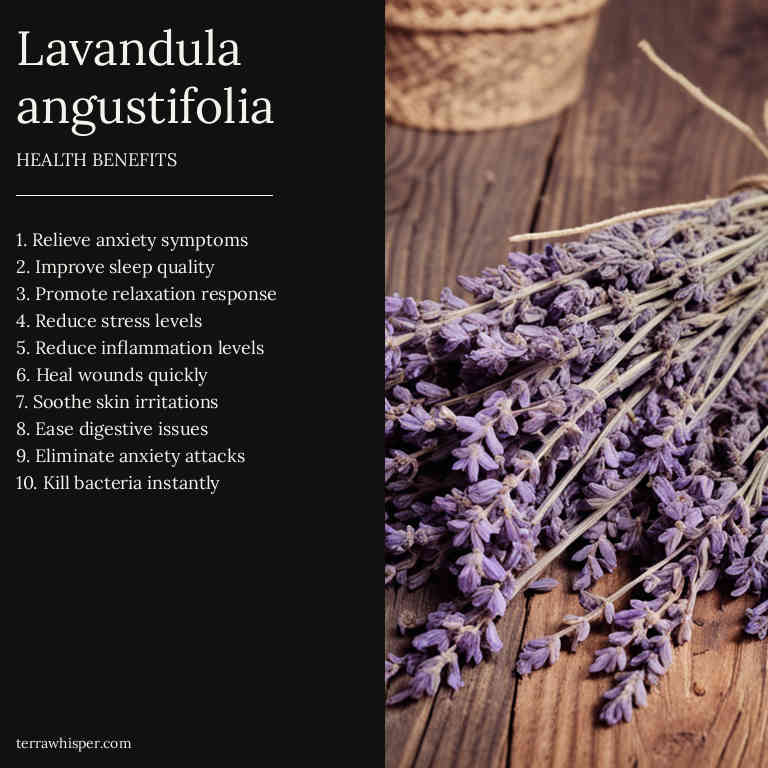 Lavandula
angustifolia
HEALTH BENEFITS
1. Relieve anxiety symptoms
2. Improve sleep quality
3. Promote relaxation response
4. Reduce stress levels
5. Reduce inflammation levels
6. Heal wounds quickly
7. Soothe skin irritations
8. Ease digestive issues
9. Eliminate anxiety attacks
10. Kill bacteria instantly
terrawhisper.com